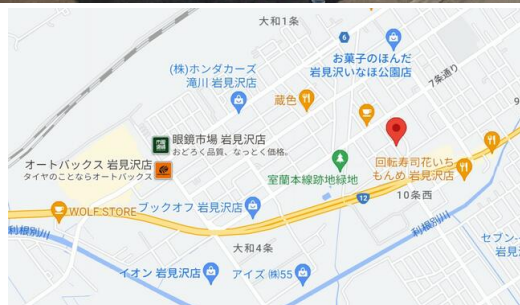 大和1条
6
お菓子のほんだ
岩見沢いなほ公園店
(株)ホンダカーズ
滝川 岩見沢店
7条通り
蔵色
9
眼鏡市場 岩見沢店
おどろく品質、なっとく価格。
オートバックス 岩見沢店
タイヤのことならオートバックス
回転寿司花いち
もんめ 岩見沢店
室蘭本線跡地緑地
10条西
12
WOLF.STORE
ブックオフ 岩見沢店
利根別川
利根別川
大和4条
セブン-
岩見
イオン 岩見沢店
アイズ (株)55